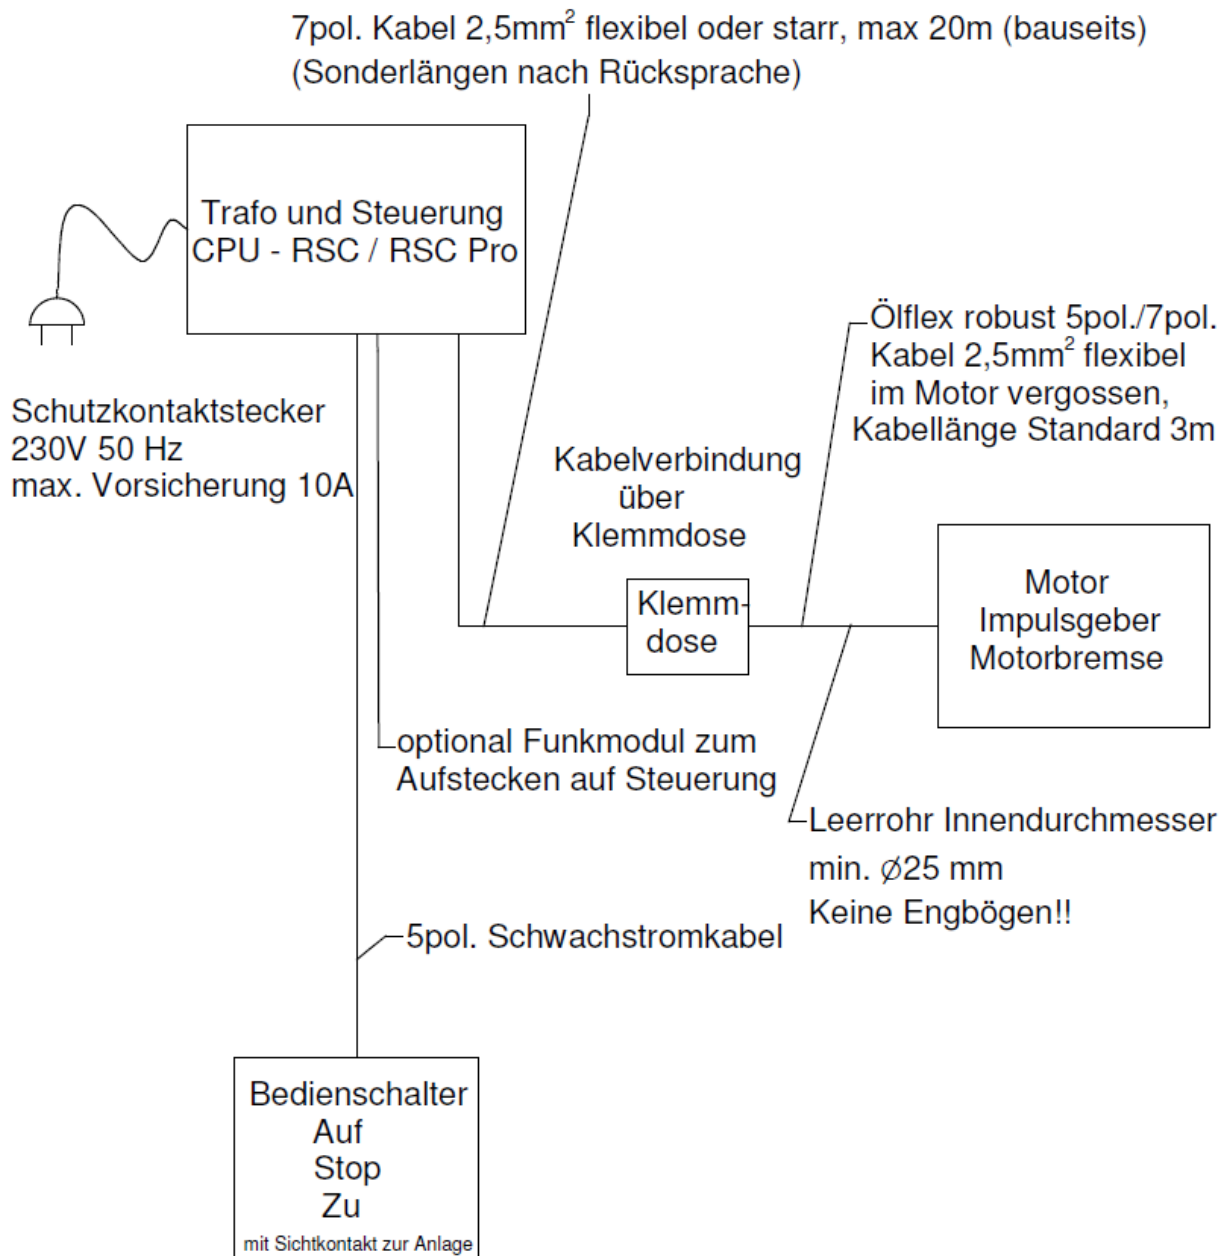 7pol. Kabel 2,5mm² flexibel oder starr, max 20m (bauseits)
(Sonderlängen nach Rücksprache)
Trafo und Steuerung
CPU - RSC / RSC Pro
Schutzkontaktstecker
230V 50 Hz
max. Vorsicherung 10A
Ölflex robust 5pol./7pol.
Kabel 2,5mm² flexibel
im Motor vergossen,
Kabellänge Standard 3m
Kabelverbindung
über
Klemmdose
Klemm-
dose
Motor
Impulsgeber
Motorbremse
optional Funkmodul zum
Aufstecken auf Steuerung
Leerrohr Innendurchmesser
min. ⌀25 mm
Keine Engbögen!!
5pol. Schwachstromkabel
Bedienschalter
Auf
Stop
Zu
mit Sichtkontakt zur Anlage